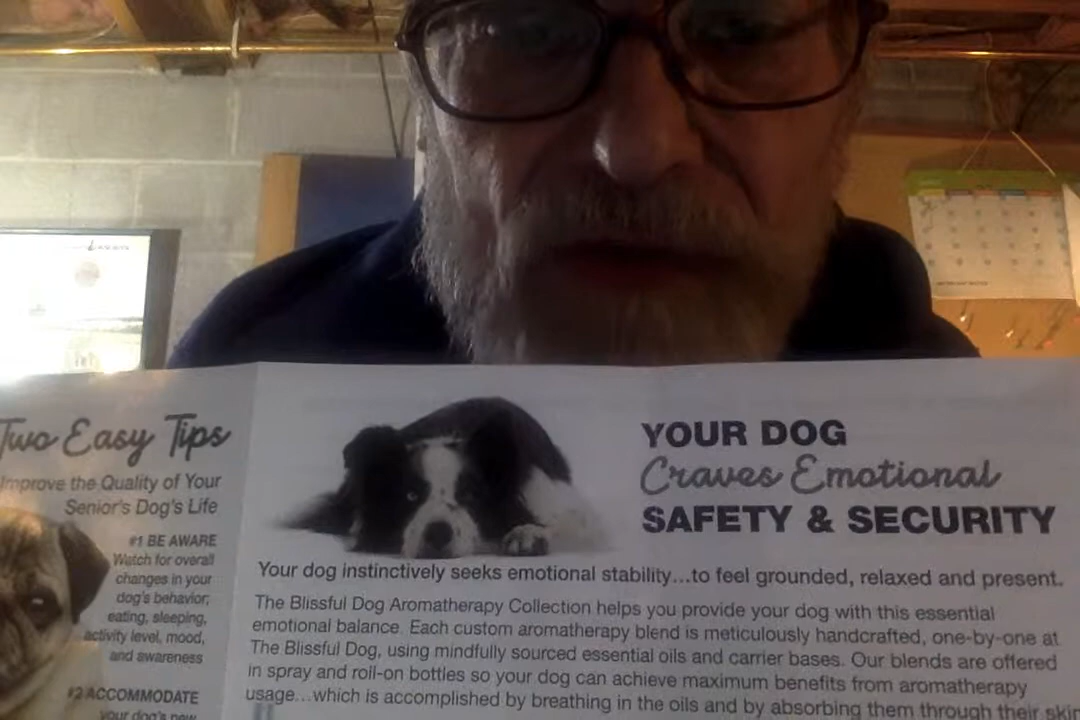 Two Easy Tips
Improve the Quality of Your
Senior's Dog's Life
#1 BE AWARE
Watch for overall
changes in your
dog's behavior;
eating, sleeping,
activity level, mood,
and awareness
#2 ACCOMMODATE
your dog's new
YOUR DOG
Craves Emotional
SAFETY & SECURITY
Your dog instinctively seeks emotional stability...to feel grounded, relaxed and present.
The Blissful Dog Aromatherapy Collection helps you provide your dog with this essential
emotional balance. Each custom aromatherapy blend is meticulously handcrafted, one-by-one at
The Blissful Dog, using mindfully sourced essential oils and carrier bases. Our blends are offered
in spray and roll-on bottles so your dog can achieve maximum benefits from aromatherapy
usage...which is accomplished by breathing in the oils and by absorbing them through their skin